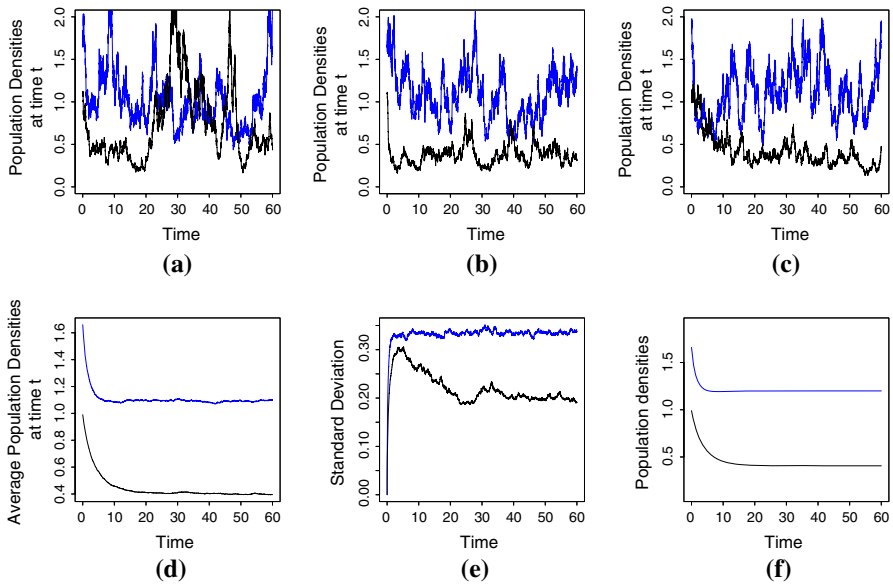 Population Densities
at time t
0.0 0.5 1.0 1.5 2.0
0 10 20 30 40 50 60
Time
(a)
Population Densities
at time t
0.0 0.5 1.0 1.5 2.0
0 10 20 30 40 50 60
Time
(b)
Population Densities
at time t
0.0 0.5 1.0 1.5 2.0
0 10 20 30 40 50 60
Time
(c)
Average Population Densities
at time t
0.4 0.6 0.8 1.0 1.2 1.4 1.6
0 10 20 30 40 50 60
Time
(d)
Standard Deviation
0.00 0.10 0.20 0.30
0 10 20 30 40 50 60
Time
(e)
Population densities
0.5 1.0 1.5
0 10 20 30 40 50 60
Time
(f)